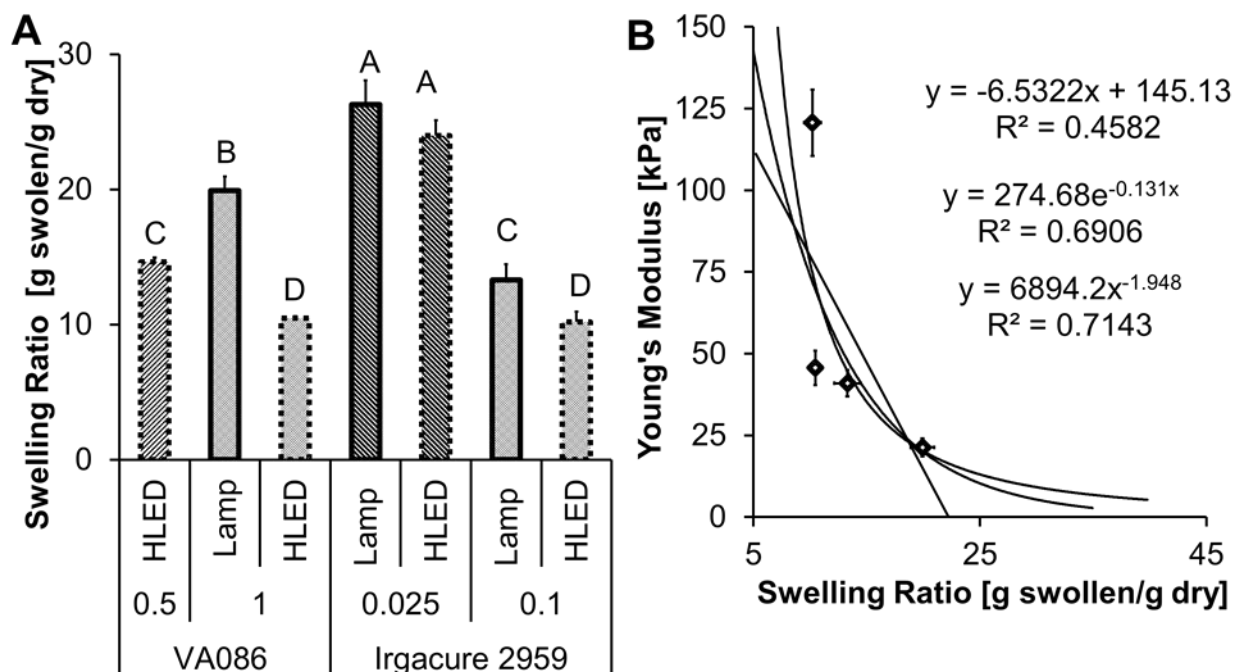 A
Swelling Ratio [g swolen/g dry]
30
20
10
0
C
B
D
A
A
C
D
HLED
Lamp
HLED
Lamp
HLED
Lamp
HLED
0.5
1
0.025
0.1
VA086
Irgacure 2959
B
Young's Modulus [kPa]
150
125
100
75
50
25
0
y = -6.5322x + 145.13
R² = 0.4582
y = 274.68e^-0.131x
R² = 0.6906
y = 6894.2x^-1.948
R² = 0.7143
5
25
45
Swelling Ratio [g swollen/g dry]